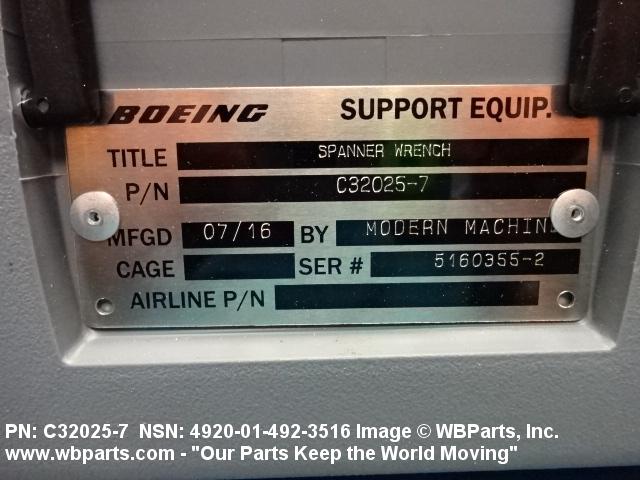 BOEING SUPPORT EQUIP.
TITLE SPANNER WRENCH
P/N C32025-7
MFGD 07/16 BY MODERN MACHINE
CAGE SER # 5160355-2
AIRLINE P/N
PN: C32025-7 NSN: 4920-01-492-3516 Image © WBParts, Inc.
www.wbparts.com - "Our Parts Keep the World Moving"